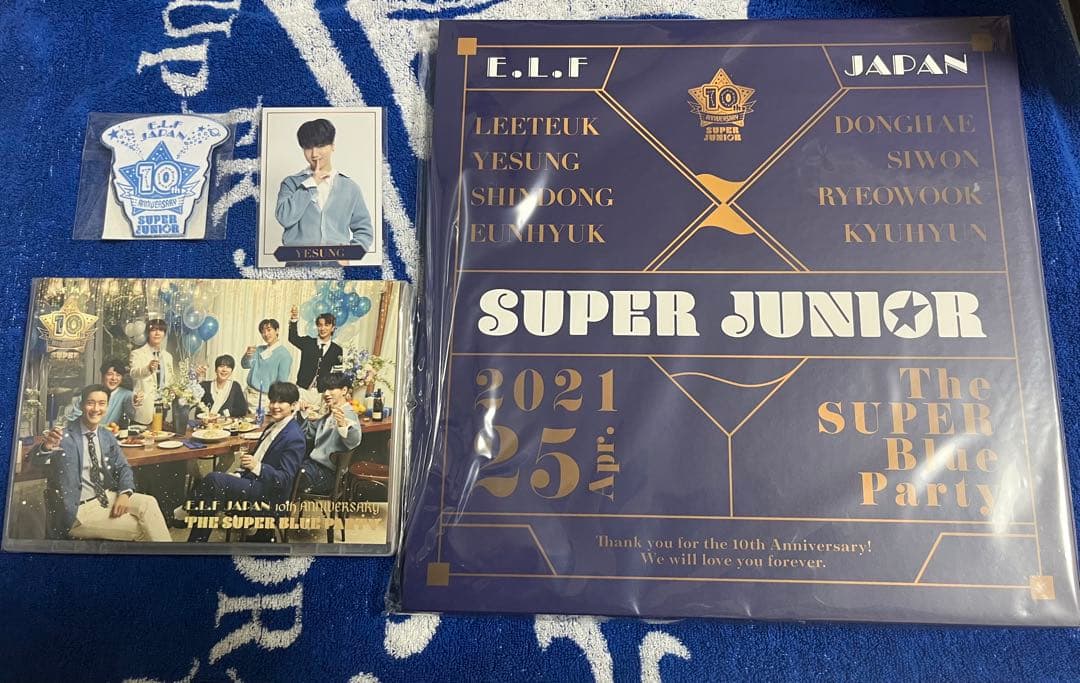 E.L.F
JAPAN
10th
ANNIVERSARY
SUPER
JUNIOR
YESUNG
10
E.L.F JAPAN 10th ANNIVERSARY
THE SUPER BLUE PARTY
E.L.F
JAPAN
10th
ANNIVERSARY
SUPER
JUNIOR
LEETEUK
YESUNG
SHINDONG
EUNHYUK
DONGHAE
SIWON
RYEOWOOK
KYUHYUN
SUPER JUNIOR
2021
25 Apr.
The
SUPER
Blue
Party
Thank you for the 10th Anniversary!
We will love you forever.